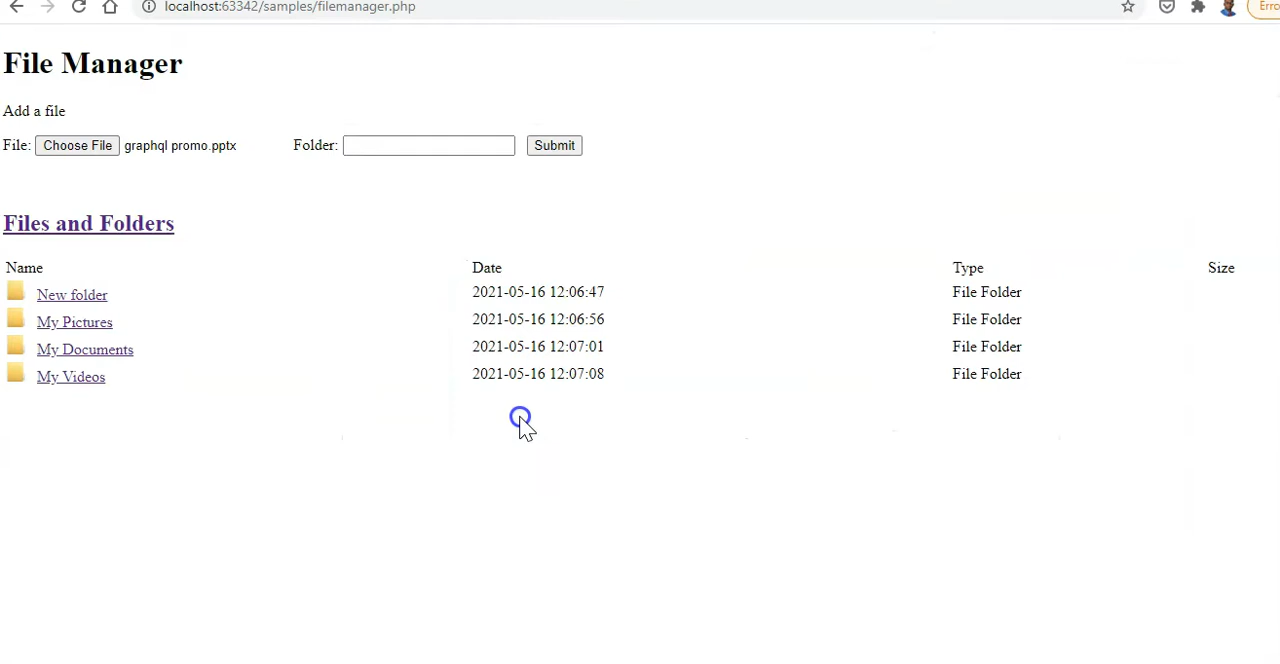 localhost:63342/samples/filemanager.php
Erro
File Manager
Add a file
File: Choose File graphql promo.pptx Folder: Submit
Files and Folders
Name Date Type Size
New folder 2021-05-16 12:06:47 File Folder
My Pictures 2021-05-16 12:06:56 File Folder
My Documents 2021-05-16 12:07:01 File Folder
My Videos 2021-05-16 12:07:08 File Folder